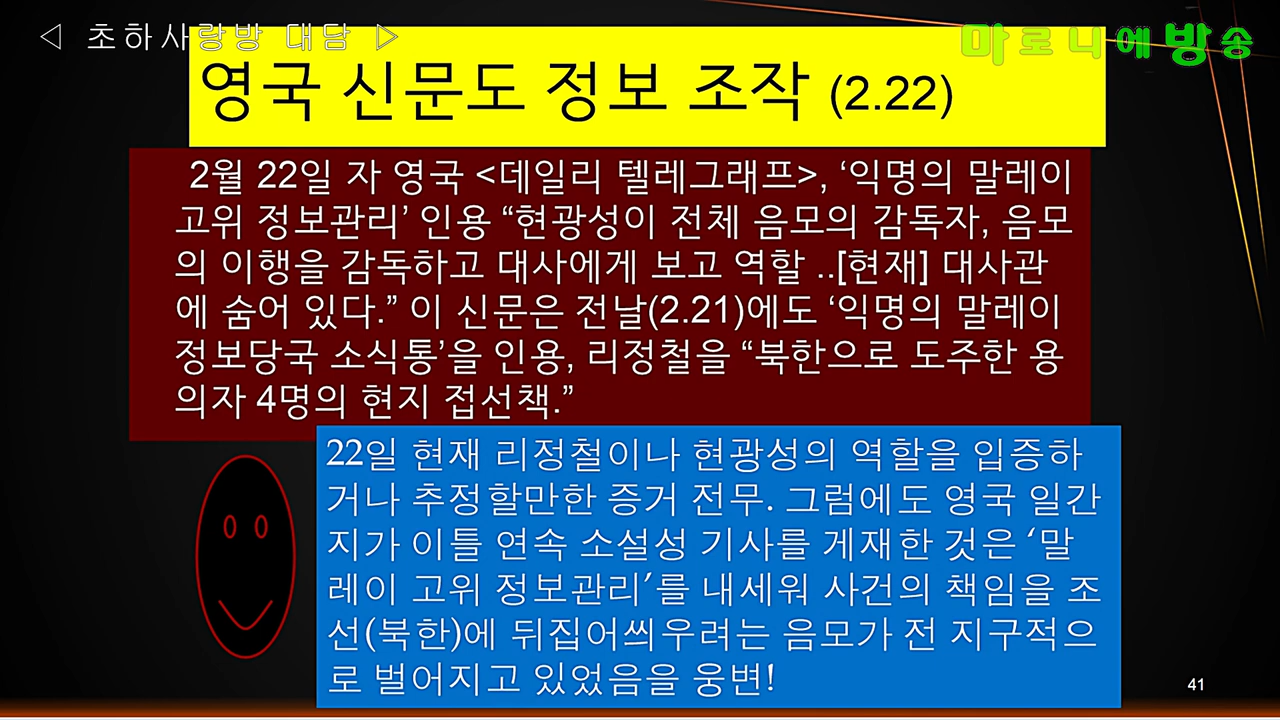 ◁ 초하사랑방 대담 ▷
마로니에방송
영국 신문도 정보 조작 (2.22)
2월 22일 자 영국 <데일리 텔레그래프>, ‘익명의 말레이
고위 정보관리’ 인용 “현광성이 전체 음모의 감독자, 음모
의 이행을 감독하고 대사에게 보고 역할 ..[현재] 대사관
에 숨어 있다.” 이 신문은 전날(2.21)에도 ‘익명의 말레이
정보당국 소식통’을 인용, 리정철을 “북한으로 도주한 용
의자 4명의 현지 접선책.”
22일 현재 리정철이나 현광성의 역할을 입증하
거나 추정할만한 증거 전무. 그럼에도 영국 일간
지가 이틀 연속 소설성 기사를 게재한 것은 ‘말
레이 고위 정보관리’를 내세워 사건의 책임을 조
선(북한)에 뒤집어씌우려는 음모가 전 지구적으
로 벌어지고 있었음을 웅변!
41